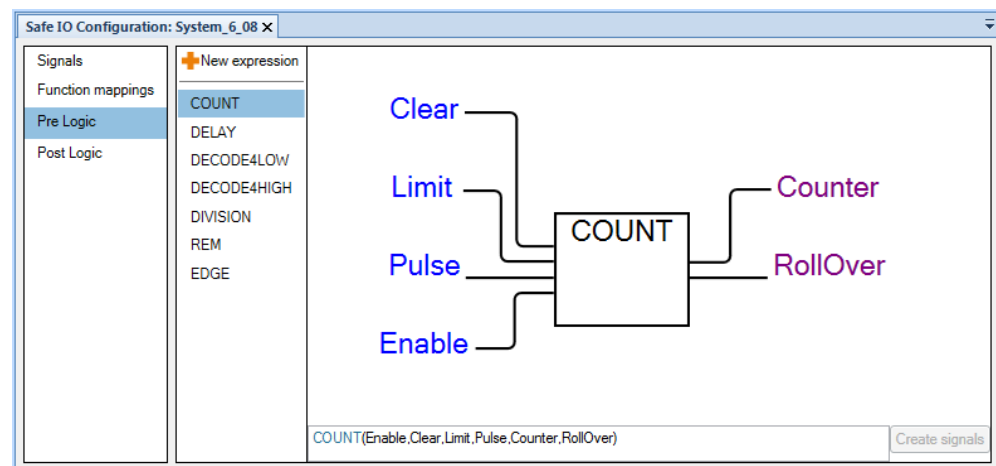 Safe IO Configuration: System_6_08 X
Signals
Function mappings
Pre Logic
Post Logic
New expression
COUNT
DELAY
DECODE4LOW
DECODE4HIGH
DIVISION
REM
EDGE
Clear
Limit
Pulse
Enable
COUNT
Counter
RollOver
COUNT(Enable,Clear,Limit,Pulse,Counter,RollOver)
Create signals